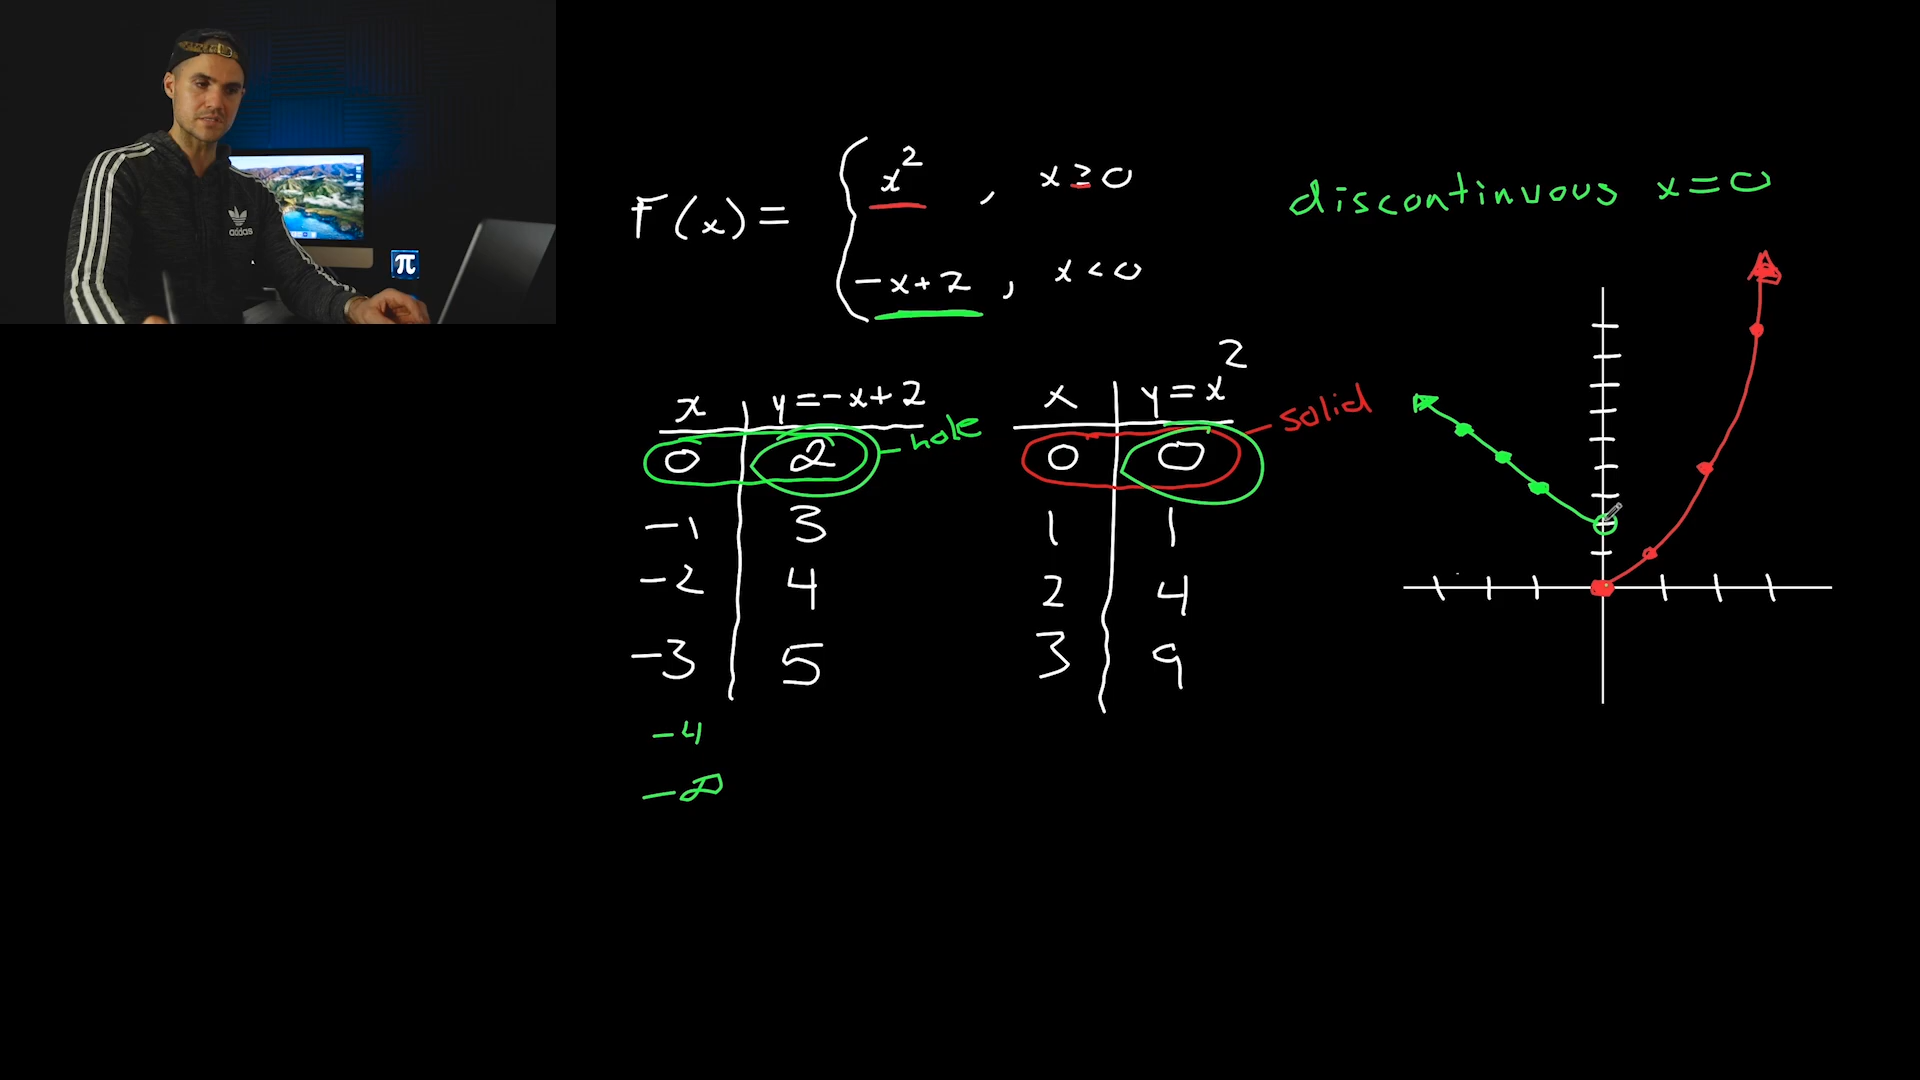 adidas
π
F(x) = { x², x ≥ 0
-x+2, x < 0
discontinuous x=0
x | y=-x+2
0 | 2 - hole
-1 | 3
-2 | 4
-3 | 5
-4
-∞
x | y=x²
0 | 0 - solid
1 | 1
2 | 4
3 | 9